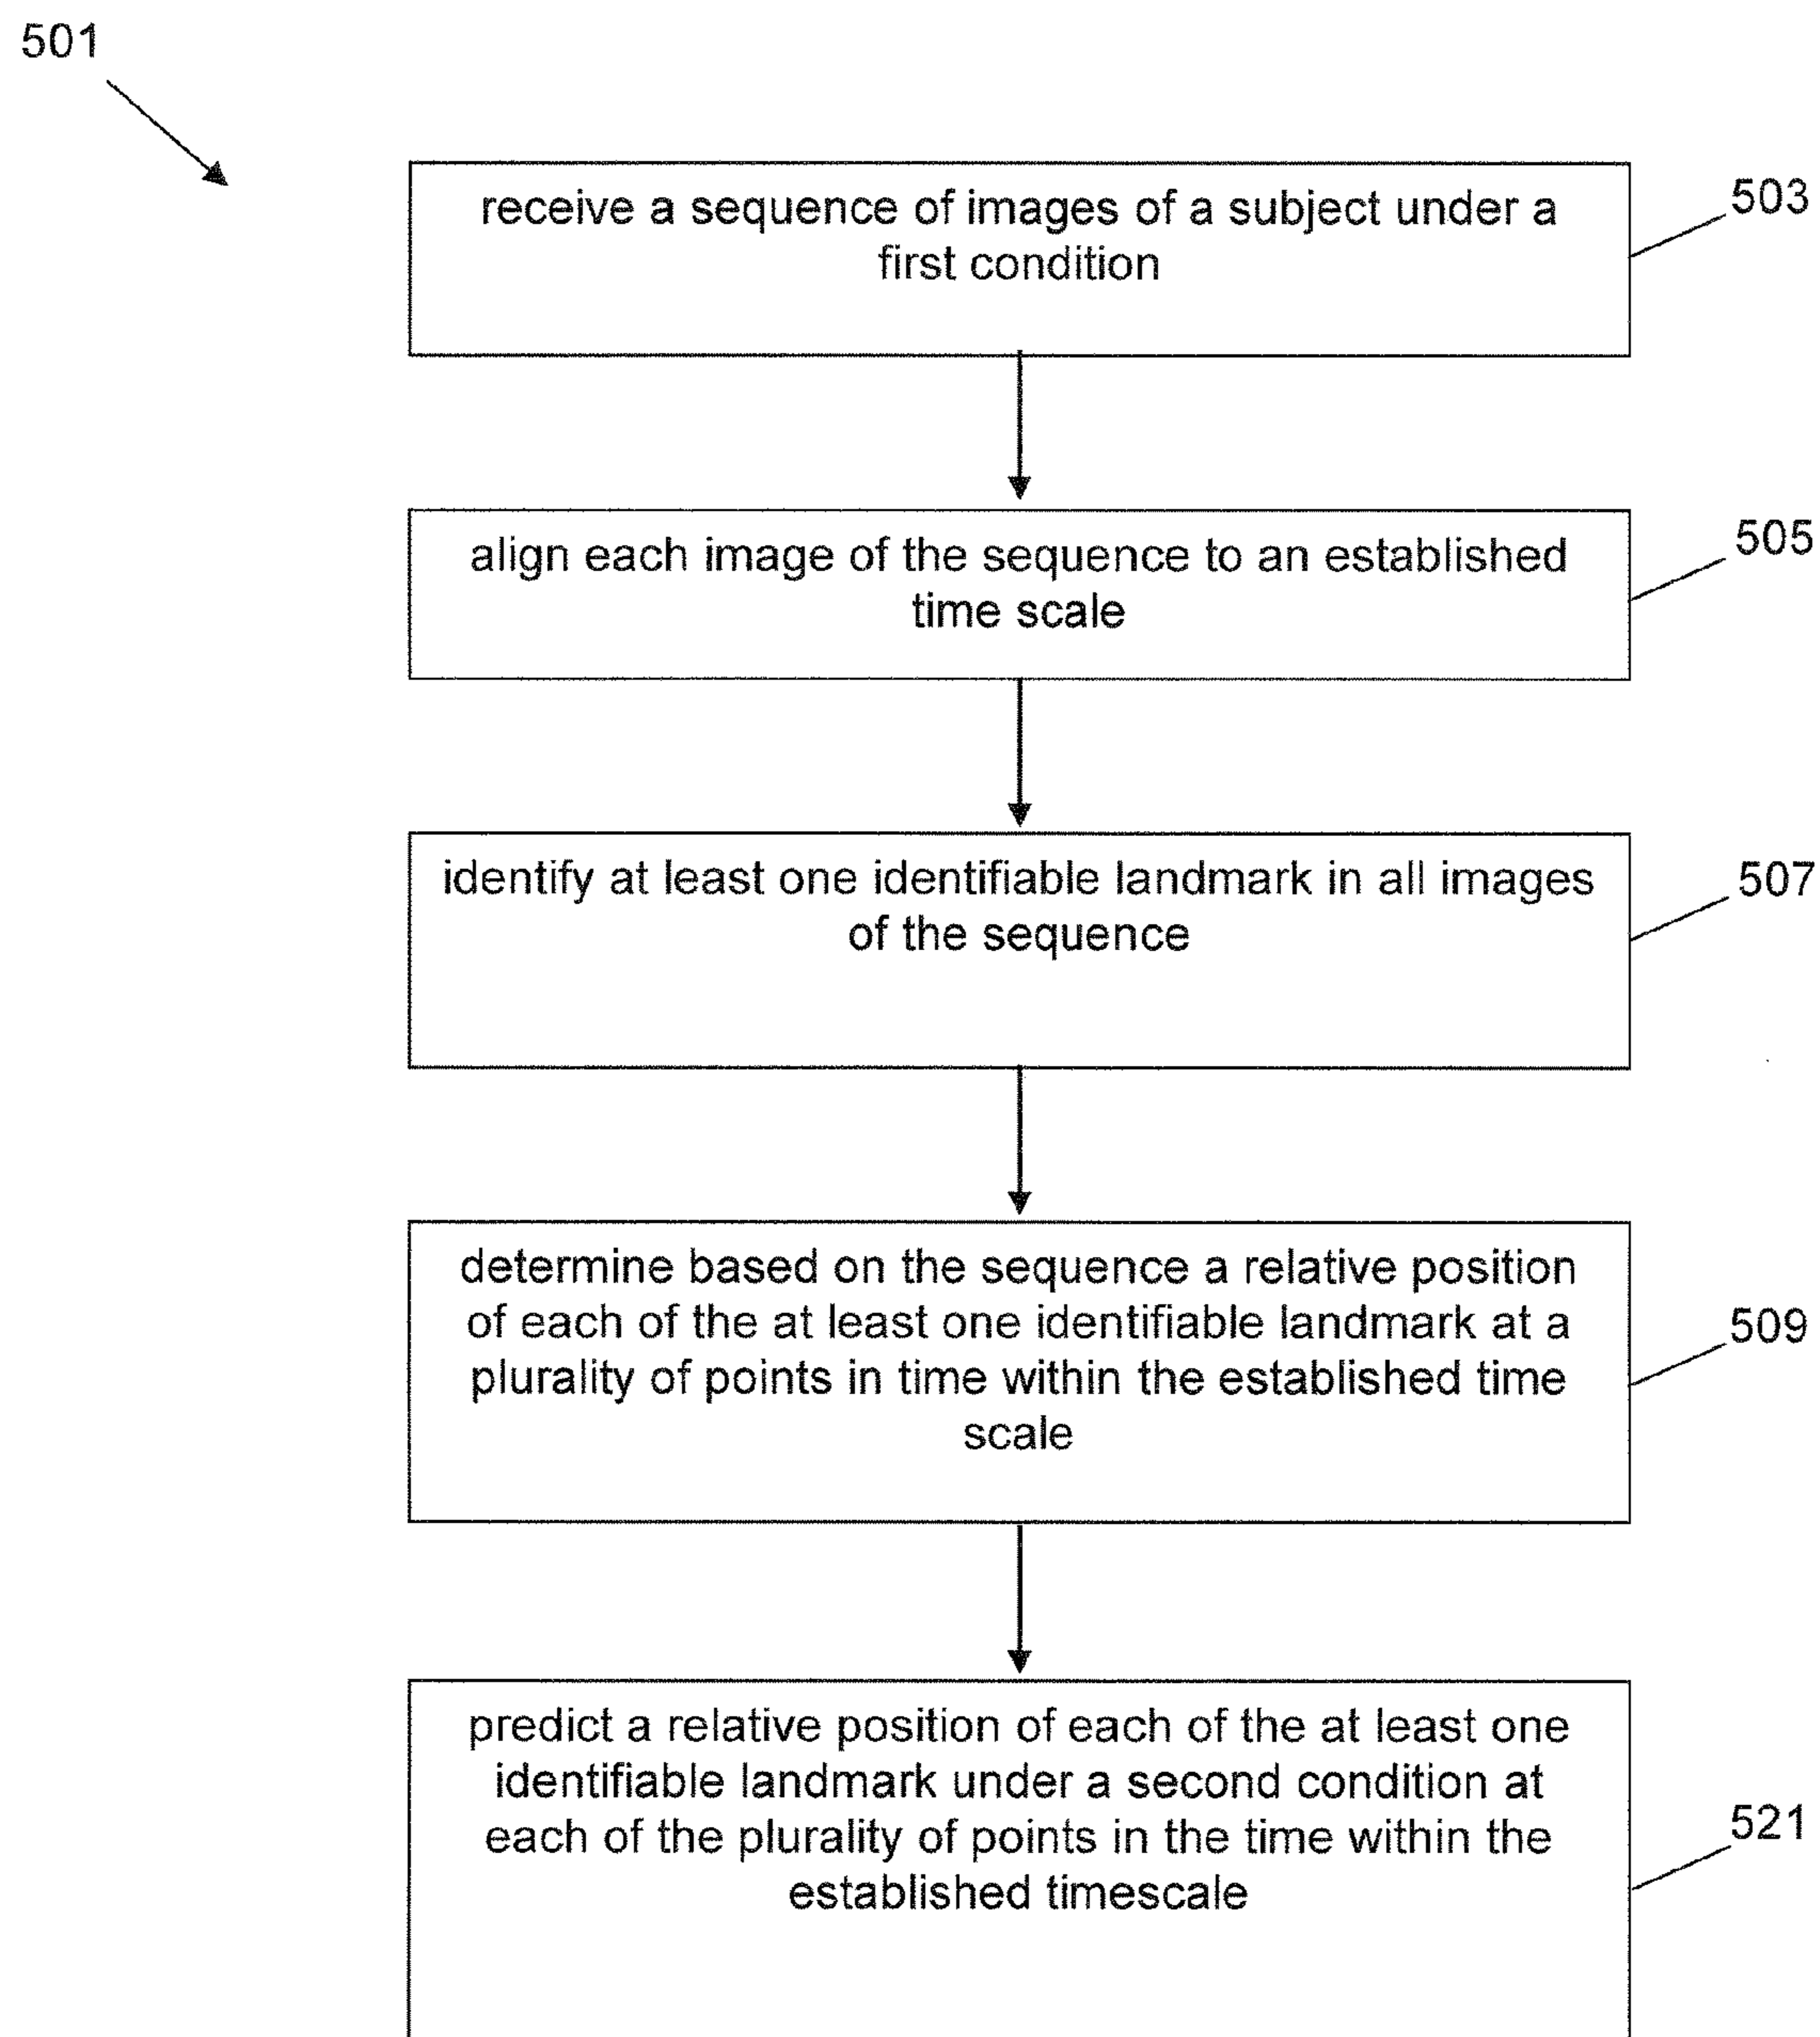 501
receive a sequence of images of a subject under a
first condition
503
align each image of the sequence to an established
time scale
505
identify at least one identifiable landmark in all images
of the sequence
507
determine based on the sequence a relative position
of each of the at least one identifiable landmark at a
plurality of points in time within the established time
scale
509
predict a relative position of each of the at least one
identifiable landmark under a second condition at
each of the plurality of points in the time within the
established timescale
521